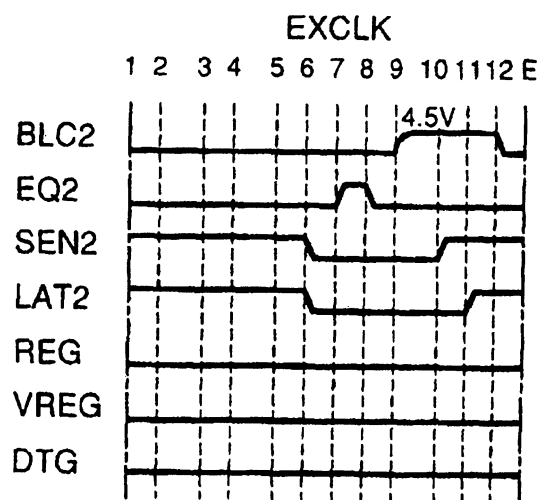 EXCLK
1 2 3 4 5 6 7 8 9 10 11 12 E
4.5V
BLC2
EQ2
SEN2
LAT2
REG
VREG
DTG